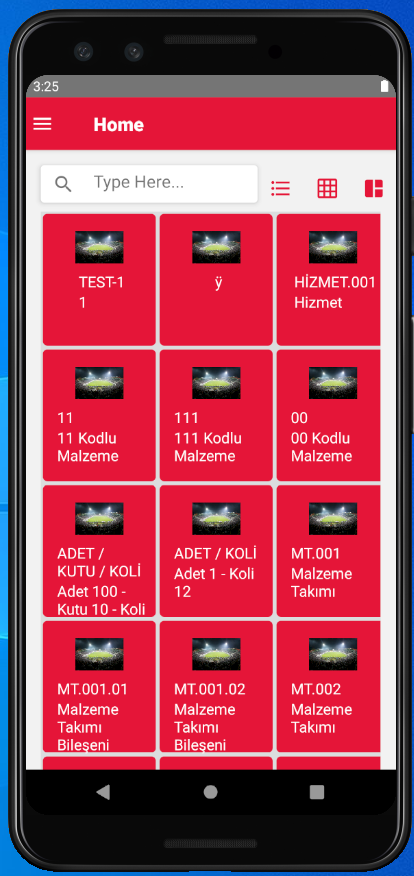 3:25
Home
Type Here...
TEST-1
1
ÿ
HİZMET.001
Hizmet
11
11 Kodlu
Malzeme
111
111 Kodlu
Malzeme
00
00 Kodlu
Malzeme
ADET /
KUTU / KOLİ
Adet 100 -
Kutu 10 - Koli
ADET / KOLİ
Adet 1 - Koli
12
MT.001
Malzeme
Takımı
MT.001.01
Malzeme
Takımı
Bileşeni
MT.001.02
Malzeme
Takımı
Bileşeni
MT.002
Malzeme
Takımı